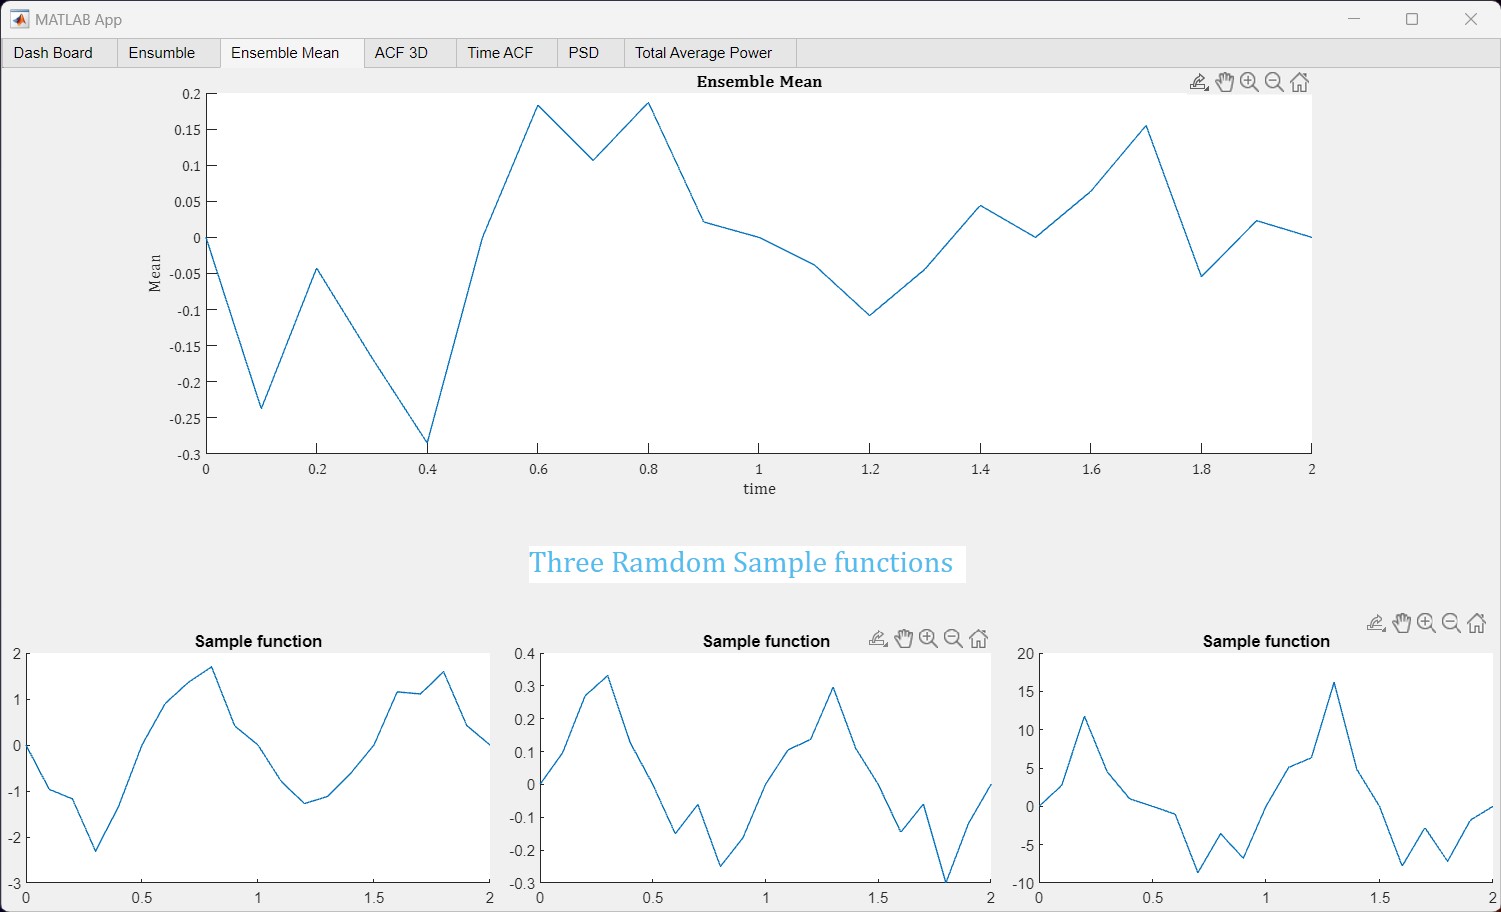 MATLAB App
Dash Board Ensumble Ensemble Mean ACF 3D Time ACF PSD Total Average Power
Ensemble Mean
0.2
0.15
0.1
0.05
0
-0.05
-0.1
-0.15
-0.2
-0.25
-0.3
Mean
0 0.2 0.4 0.6 0.8 1 1.2 1.4 1.6 1.8 2
time
Three Ramdom Sample functions
Sample function
2
1
0
-1
-2
-3
0 0.5 1 1.5 2
Sample function
0.4
0.3
0.2
0.1
0
-0.1
-0.2
-0.3
0 0.5 1 1.5 2
Sample function
20
15
10
5
0
-5
-10
0 0.5 1 1.5 2